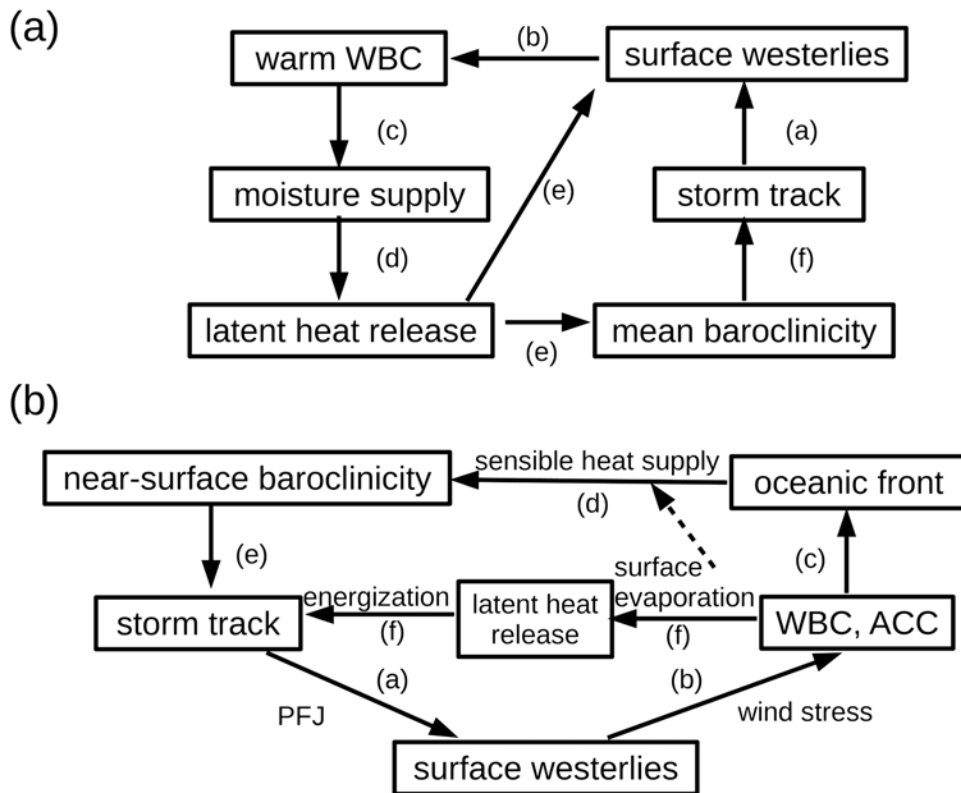 (a)
warm WBC
(b)
surface westerlies
(c)
(a)
moisture supply
(e)
storm track
(d)
(f)
latent heat release
(e)
mean baroclinicity
(b)
near-surface baroclinicity
sensible heat supply
(d)
oceanic front
(e)
(c)
storm track
energization
(f)
latent heat
release
surface
evaporation
(f)
WBC, ACC
(a)
(b)
PFJ
wind stress
surface westerlies